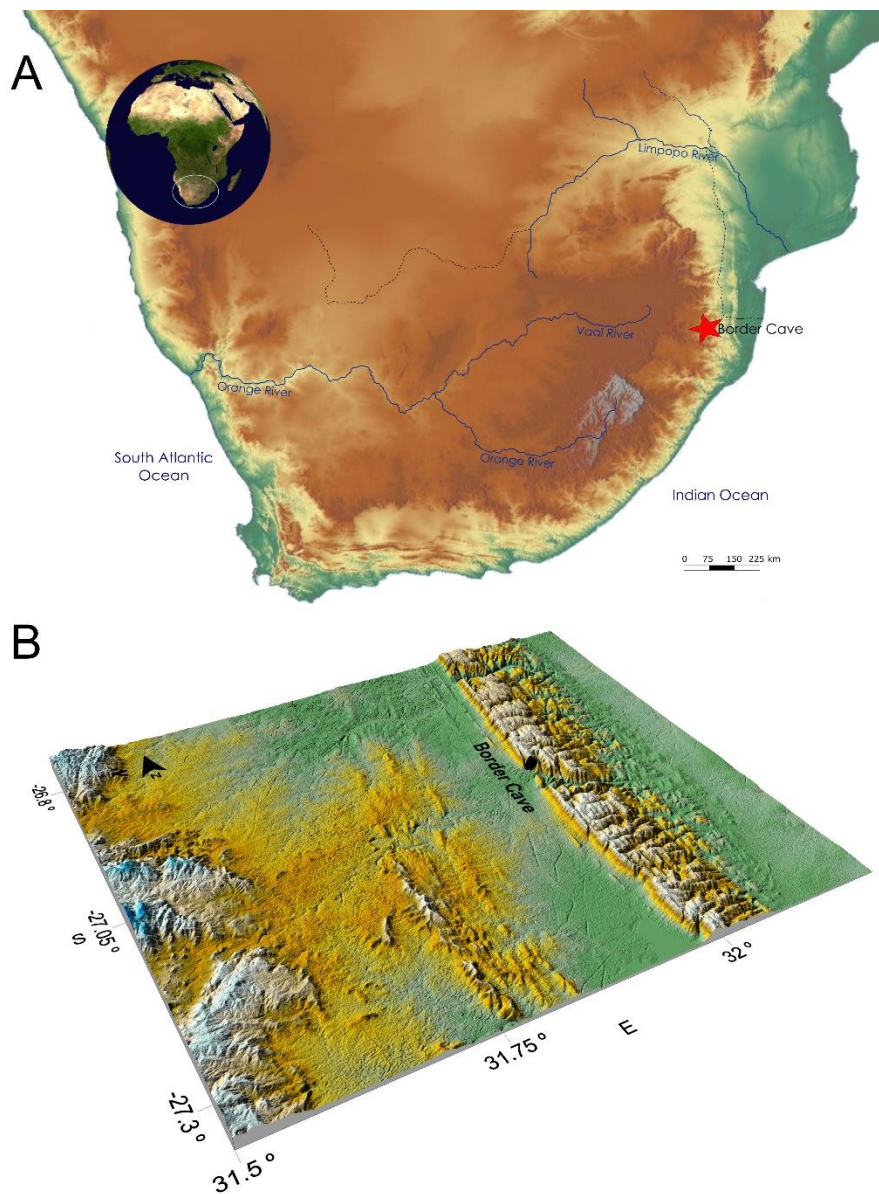 A
Limpopo River
Vaal River
Border Cave
Orange River
Orange River
South Atlantic
Ocean
Indian Ocean
0 75 150 225 km
B
Border Cave
N
-26.8 º
-27.05 º
S
-27.3 º
31.5 º
31.75 º
E
32 º